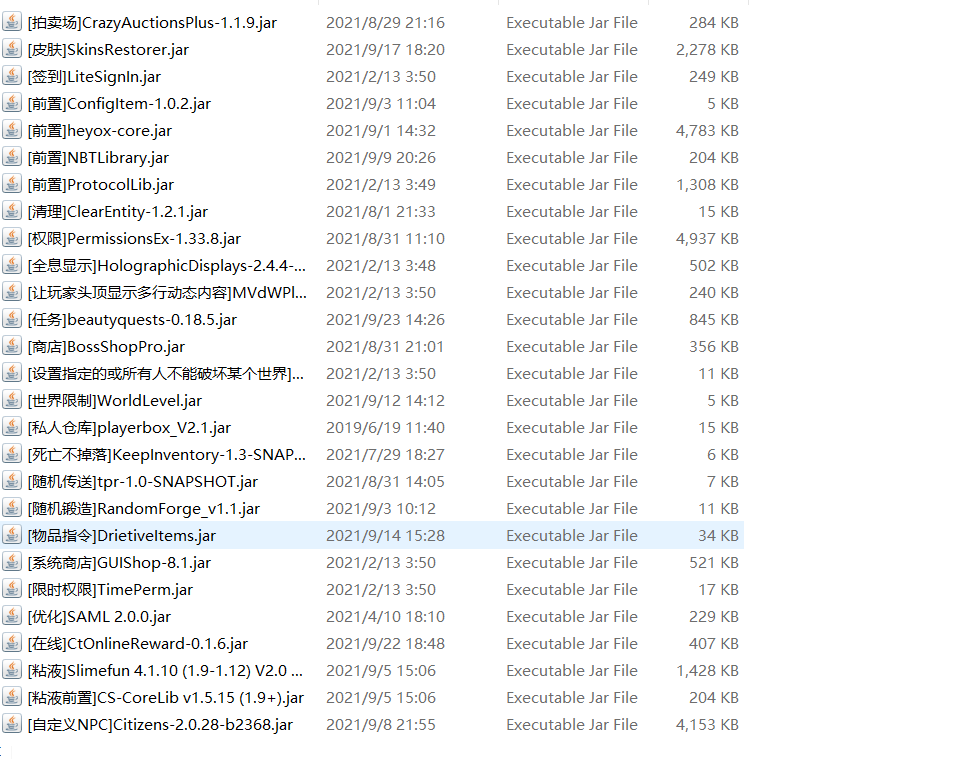 [拍卖场]CrazyAuctionsPlus-1.1.9.jar 2021/8/29 21:16 Executable Jar File 284 KB
[皮肤]SkinsRestorer.jar 2021/9/17 18:20 Executable Jar File 2,278 KB
[签到]LiteSignIn.jar 2021/2/13 3:50 Executable Jar File 249 KB
[前置]ConfigItem-1.0.2.jar 2021/9/3 11:04 Executable Jar File 5 KB
[前置]heyox-core.jar 2021/9/1 14:32 Executable Jar File 4,783 KB
[前置]NBTLibrary.jar 2021/9/9 20:26 Executable Jar File 204 KB
[前置]ProtocolLib.jar 2021/2/13 3:49 Executable Jar File 1,308 KB
[清理]ClearEntity-1.2.1.jar 2021/8/1 21:33 Executable Jar File 15 KB
[权限]PermissionsEx-1.33.8.jar 2021/8/31 11:10 Executable Jar File 4,937 KB
[全息显示]HolographicDisplays-2.4.4-... 2021/2/13 3:48 Executable Jar File 502 KB
[让玩家头顶显示多行动态内容]MVdWPl... 2021/2/13 3:50 Executable Jar File 240 KB
[任务]beautyquests-0.18.5.jar 2021/9/23 14:26 Executable Jar File 845 KB
[商店]BossShopPro.jar 2021/8/31 21:01 Executable Jar File 356 KB
[设置指定的或所有人不能破坏某个世界]... 2021/2/13 3:50 Executable Jar File 11 KB
[世界限制]WorldLevel.jar 2021/9/12 14:12 Executable Jar File 5 KB
[私人仓库]playerbox_V2.1.jar 2019/6/19 11:40 Executable Jar File 15 KB
[死亡不掉落]KeepInventory-1.3-SNAP... 2021/7/29 18:27 Executable Jar File 6 KB
[随机传送]tpr-1.0-SNAPSHOT.jar 2021/8/31 14:05 Executable Jar File 7 KB
[随机锻造]RandomForge_v1.1.jar 2021/9/3 10:12 Executable Jar File 11 KB
[物品指令]DrietiveItems.jar 2021/9/14 15:28 Executable Jar File 34 KB
[系统商店]GUIShop-8.1.jar 2021/2/13 3:50 Executable Jar File 521 KB
[限时权限]TimePerm.jar 2021/2/13 3:50 Executable Jar File 17 KB
[优化]SAML 2.0.0.jar 2021/4/10 18:10 Executable Jar File 229 KB
[在线]CtOnlineReward-0.1.6.jar 2021/9/22 18:48 Executable Jar File 407 KB
[粘液]Slimefun 4.1.10 (1.9-1.12) V2.0 ... 2021/9/5 15:06 Executable Jar File 1,428 KB
[粘液前置]CS-CoreLib v1.5.15 (1.9+).jar 2021/9/5 15:06 Executable Jar File 204 KB
[自定义NPC]Citizens-2.0.28-b2368.jar 2021/9/8 21:55 Executable Jar File 4,153 KB